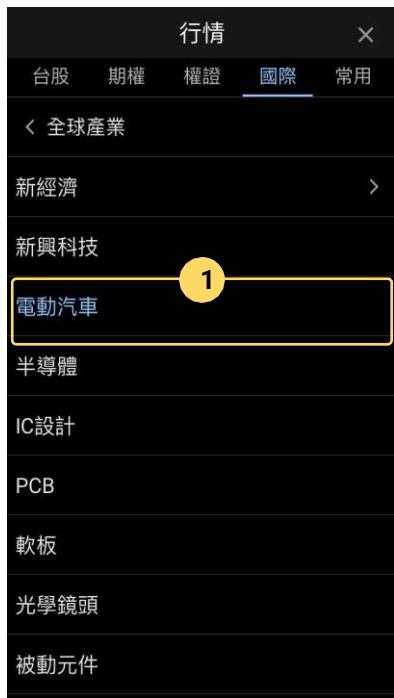 行情
台股 期權 權證 國際 常用
全球產業
新經濟
新興科技
1
電動汽車
半導體
IC設計
PCB
軟板
光學鏡頭
被動元件